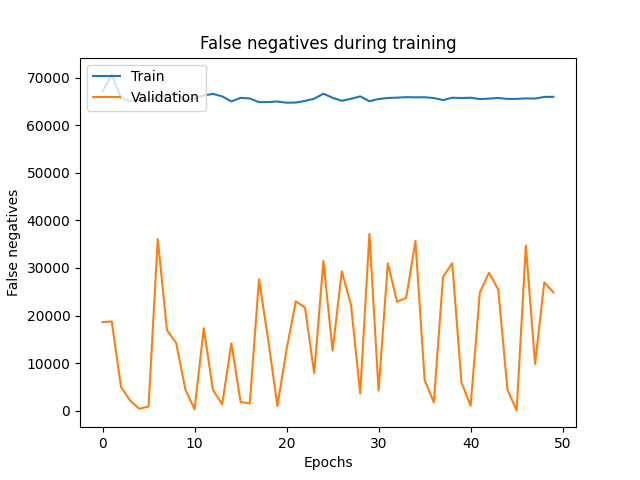 False negatives during training
Train
Validation
False negatives
70000
60000
50000
40000
30000
20000
10000
0
0 10 20 30 40 50
Epochs